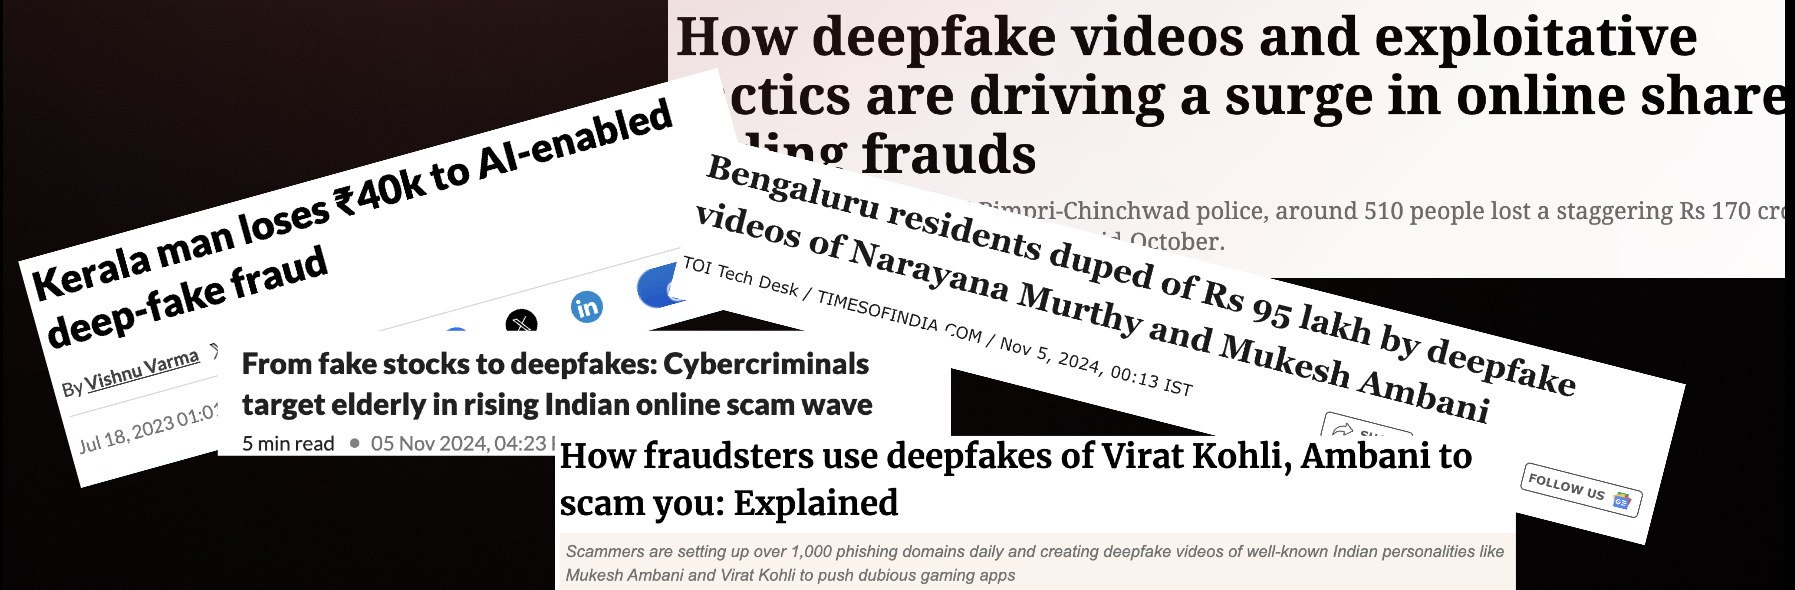 How deepfake videos and exploitative
ctics are driving a surge in online share
ding frauds
Pimpri-Chinchwad police, around 510 people lost a staggering Rs 170 cro
October.
Kerala man loses ₹40k to AI-enabled
deep-fake fraud
By Vishnu Varma
Jul 18, 2023 01:01
in
Bengaluru residents duped of Rs 95 lakh by deepfake
videos of Narayana Murthy and Mukesh Ambani
TOI Tech Desk / TIMESOFINDIA.COM / Nov 5, 2024, 00:13 IST
FOLLOW US
From fake stocks to deepfakes: Cybercriminals
target elderly in rising Indian online scam wave
5 min read • 05 Nov 2024, 04:23
How fraudsters use deepfakes of Virat Kohli, Ambani to
scam you: Explained
Scammers are setting up over 1,000 phishing domains daily and creating deepfake videos of well-known Indian personalities like
Mukesh Ambani and Virat Kohli to push dubious gaming apps